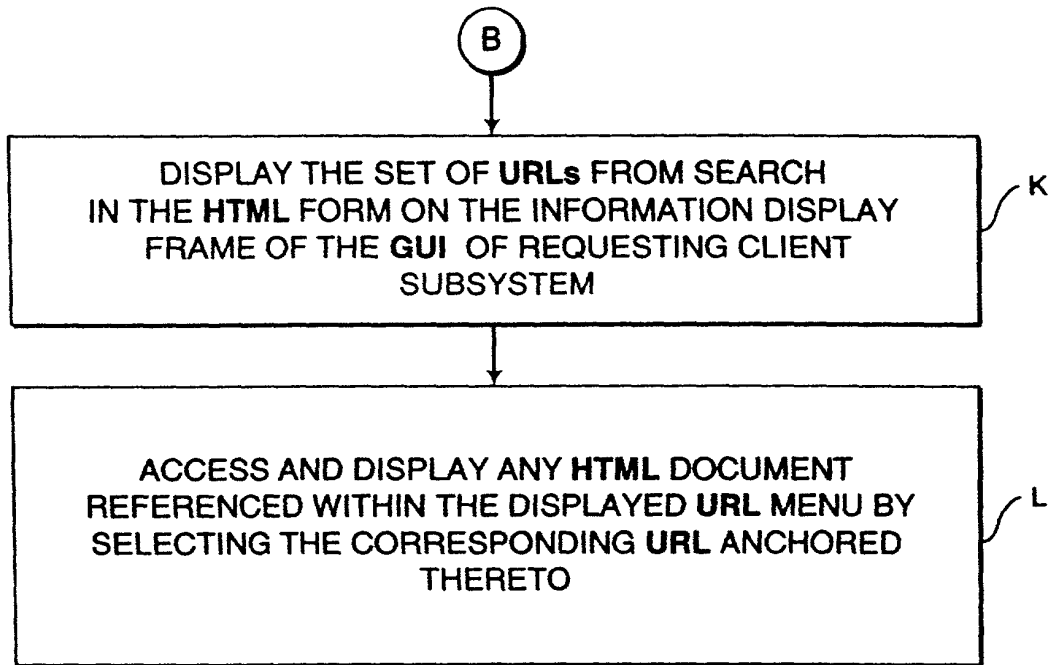 B
DISPLAY THE SET OF URLs FROM SEARCH
IN THE HTML FORM ON THE INFORMATION DISPLAY
FRAME OF THE GUI OF REQUESTING CLIENT
SUBSYSTEM
K
ACCESS AND DISPLAY ANY HTML DOCUMENT
REFERENCED WITHIN THE DISPLAYED URL MENU BY
SELECTING THE CORRESPONDING URL ANCHORED
THERETO
L